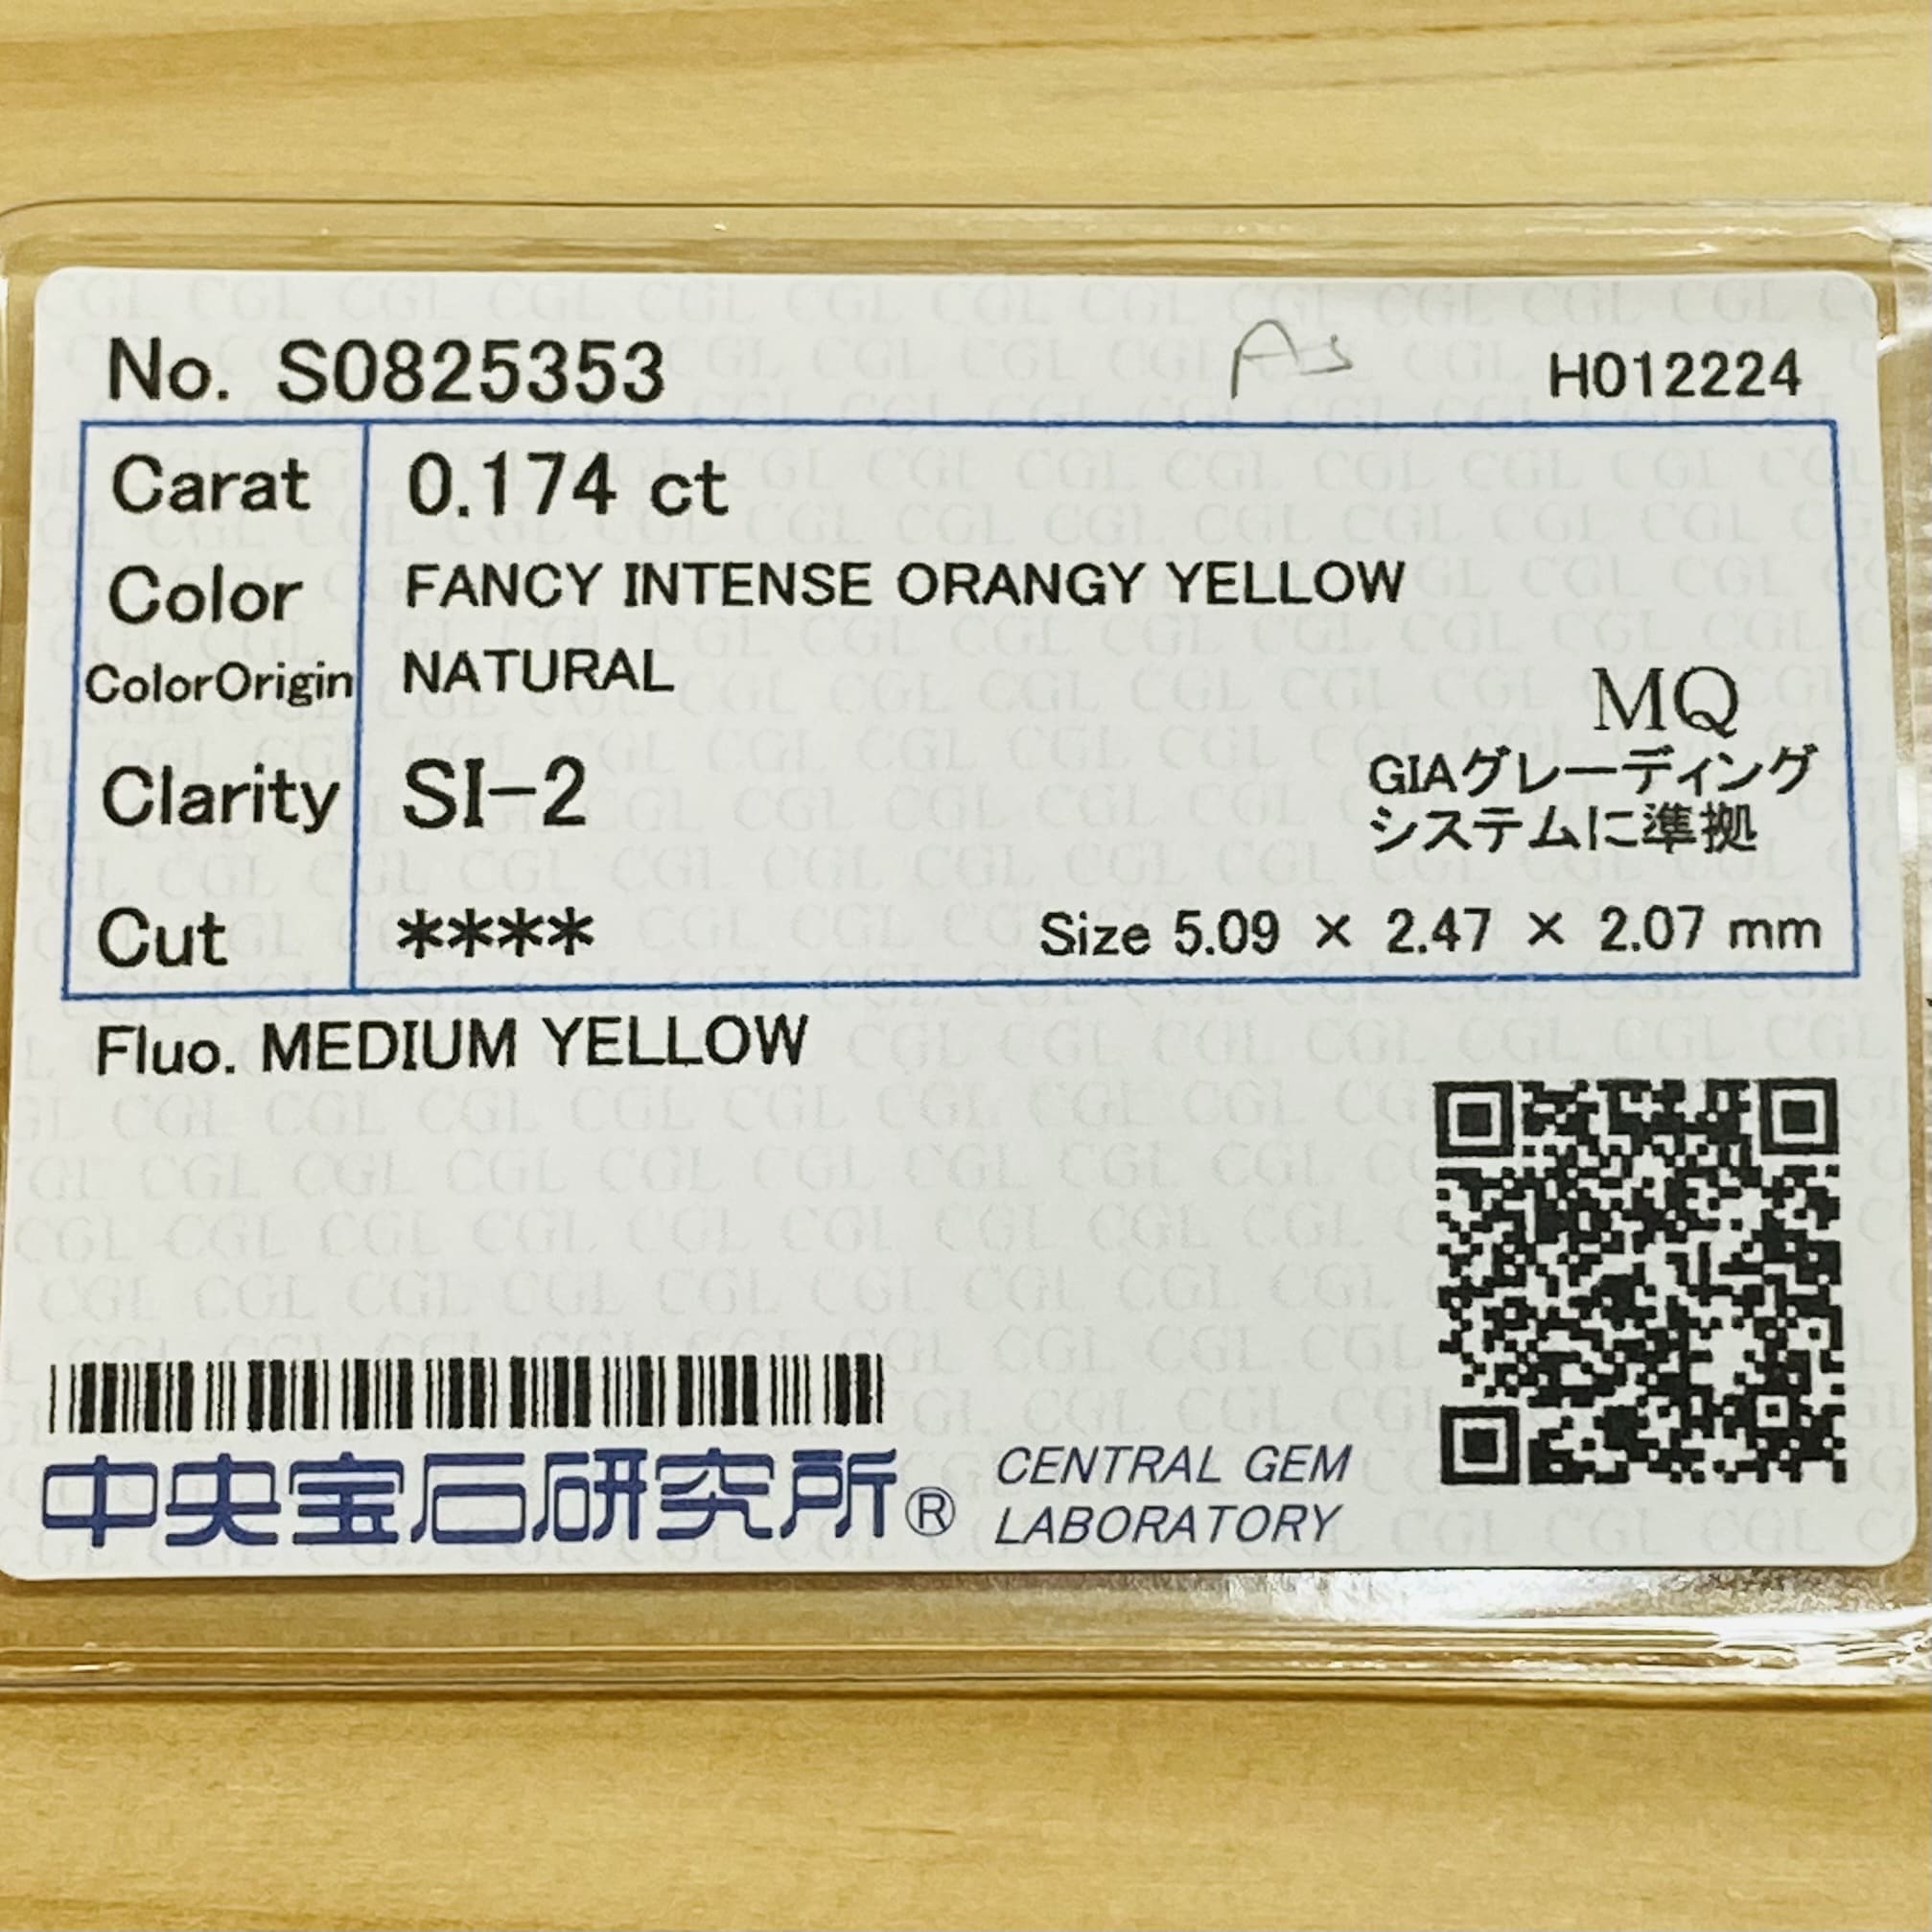 No. S0825353
As
H012224
Carat 0.174 ct
Color FANCY INTENSE ORANGY YELLOW
ColorOrigin NATURAL
MQ
GIAグレーディング
システムに準拠
Clarity SI-2
Cut **** Size 5.09 × 2.47 × 2.07 mm
Fluo. MEDIUM YELLOW
中央宝石研究所®
CENTRAL GEM
LABORATORY